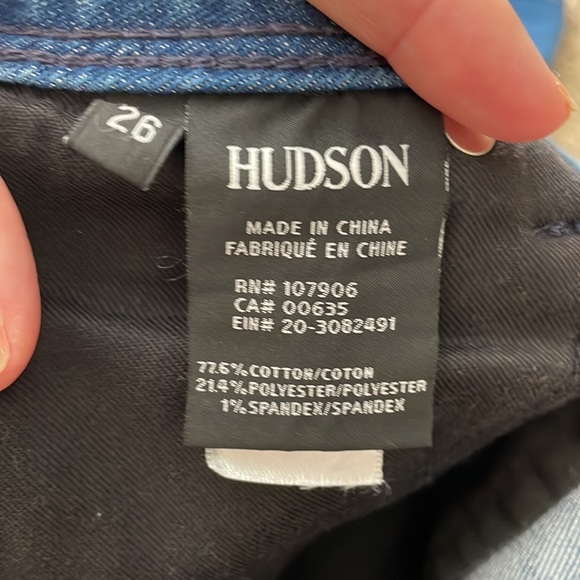 26
HUDSON
MADE IN CHINA
FABRIQUÉ EN CHINE
RN# 107906
CA# 00635
EIN# 20-3082491
77.6% COTTON/COTON
21.4% POLYESTER/POLYESTER
1% SPANDEX/SPANDEX